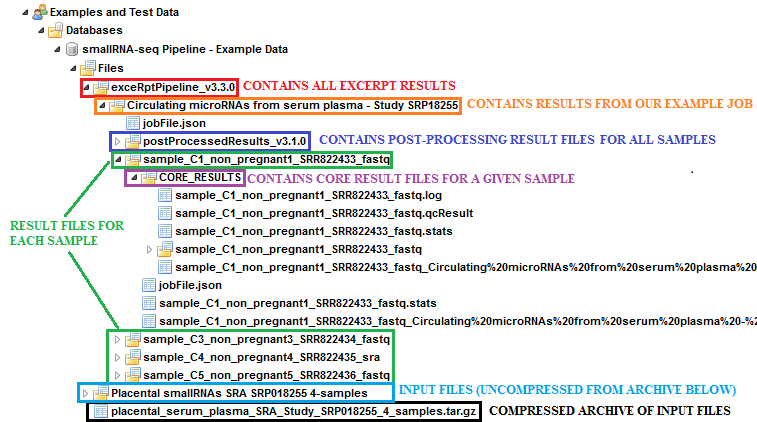 Examples and Test Data
Databases
smallRNA-seq Pipeline - Example Data
Files
exceRptPipeline_v3.3.0 CONTAINS ALL EXCERPT RESULTS
Circulating microRNAs from serum plasma - Study SRP18255 CONTAINS RESULTS FROM OUR EXAMPLE JOB
jobFile.json
postProcessedResults_v3.1.0 CONTAINS POST-PROCESSING RESULT FILES FOR ALL SAMPLES
sample_C1_non_pregnant1_SRR822433_fastq
CORE_RESULTS CONTAINS CORE RESULT FILES FOR A GIVEN SAMPLE
sample_C1_non_pregnant1_SRR822433_fastq.log
sample_C1_non_pregnant1_SRR822433_fastq.qcResult
RESULT FILES FOR EACH SAMPLE
sample_C1_non_pregnant1_SRR822433_fastq.stats
sample_C1_non_pregnant1_SRR822433_fastq
sample_C1_non_pregnant1_SRR822433_fastq_Circulating%20microRNAs%20from%20serum%20plasma%20
jobFile.json
sample_C1_non_pregnant1_SRR822433_fastq.stats
sample_C1_non_pregnant1_SRR822433_fastq_Circulating%20microRNAs%20from%20serum%20plasma%20-%
sample_C3_non_pregnant3_SRR822434_fastq
sample_C4_non_pregnant4_SRR822435_sra
sample_C5_non_pregnant5_SRR822436_fastq
Placental smallRNAs SRA SRP018255 4-samples INPUT FILES (UNCOMPRESSED FROM ARCHIVE BELOW)
placental_serum_plasma_SRA_Study_SRP018255_4_samples.tar.gz COMPRESSED ARCHIVE OF INPUT FILES